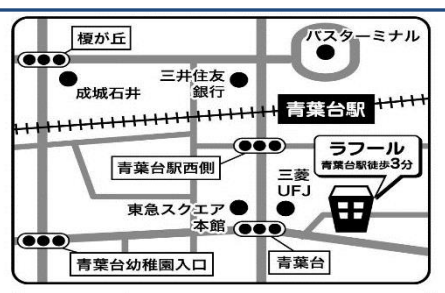 榎が丘
バスターミナル
成城石井
三井住友
銀行
青葉台駅
ラフール
青葉台駅徒歩3分
青葉台駅西側
三菱
UFJ
東急スクエア
本館
青葉台幼稚園入口
青葉台